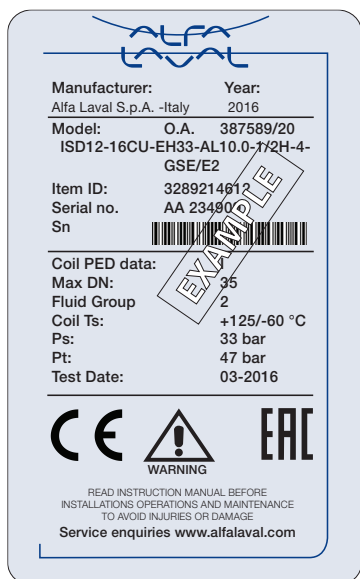 ALFA
LAVAL
Manufacturer: Year:
Alfa Laval S.p.A. -Italy 2016
Model: O.A. 387589/20
ISD12-16CU-EH33-AL10.0-1/2H-4-
GSE/E2
Item ID: 3289214612
Serial no. AA
Sn
EXAMPLE
Coil PED data:
Max DN: 35
Fluid Group 2
Coil Ts: +125/-60 °C
Ps: 33 bar
Pt: 47 bar
Test Date: 03-2016
CE
EAC
WARNING
READ INSTRUCTION MANUAL BEFORE
INSTALLATIONS OPERATIONS AND MAINTENANCE
TO AVOID INJURIES OR DAMAGE
Service enquiries www.alfalaval.com